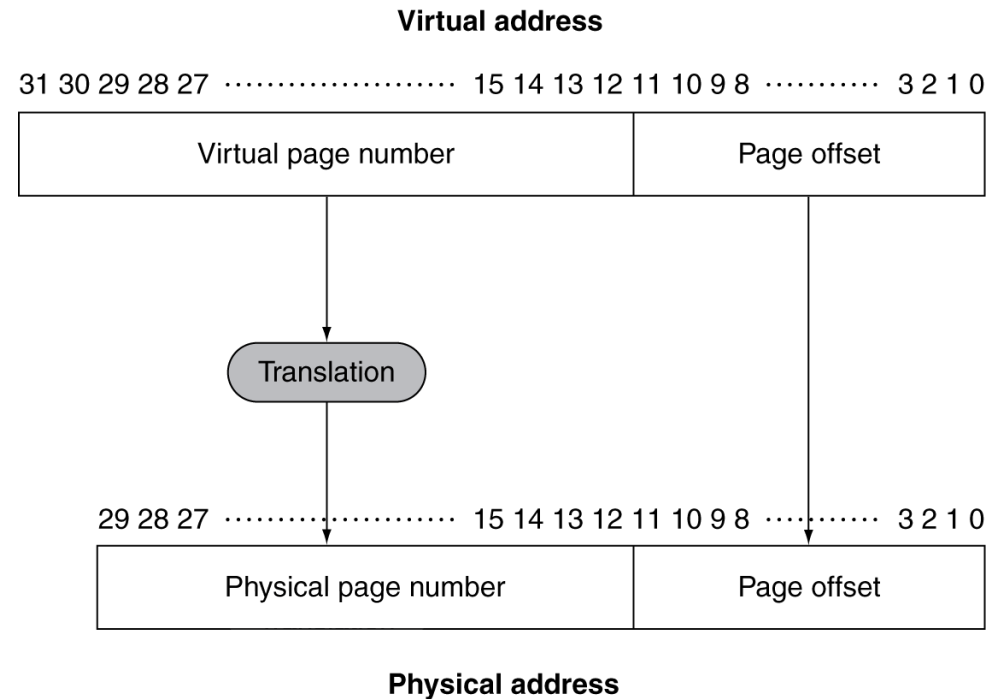 Virtual address
31 30 29 28 27 ······················ 15 14 13 12 11 10 9 8 ··········· 3 2 1 0
Virtual page number Page offset
Translation
29 28 27 ······················ 15 14 13 12 11 10 9 8 ··········· 3 2 1 0
Physical page number Page offset
Physical address